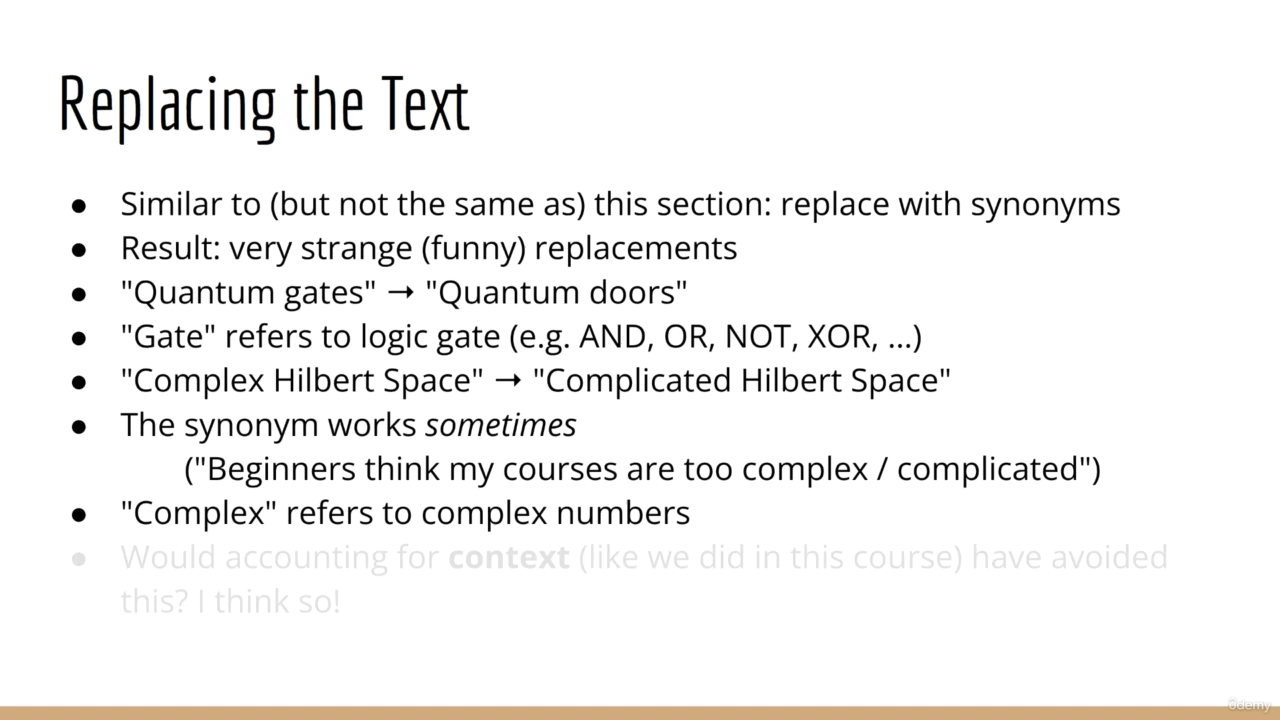 Replacing the Text
● Similar to (but not the same as) this section: replace with synonyms
● Result: very strange (funny) replacements
● "Quantum gates" → "Quantum doors"
● "Gate" refers to logic gate (e.g. AND, OR, NOT, XOR, ...)
● "Complex Hilbert Space" → "Complicated Hilbert Space"
● The synonym works sometimes
("Beginners think my courses are too complex / complicated")
● "Complex" refers to complex numbers
● Would accounting for context (like we did in this course) have avoided
this? I think so!
ûdemy